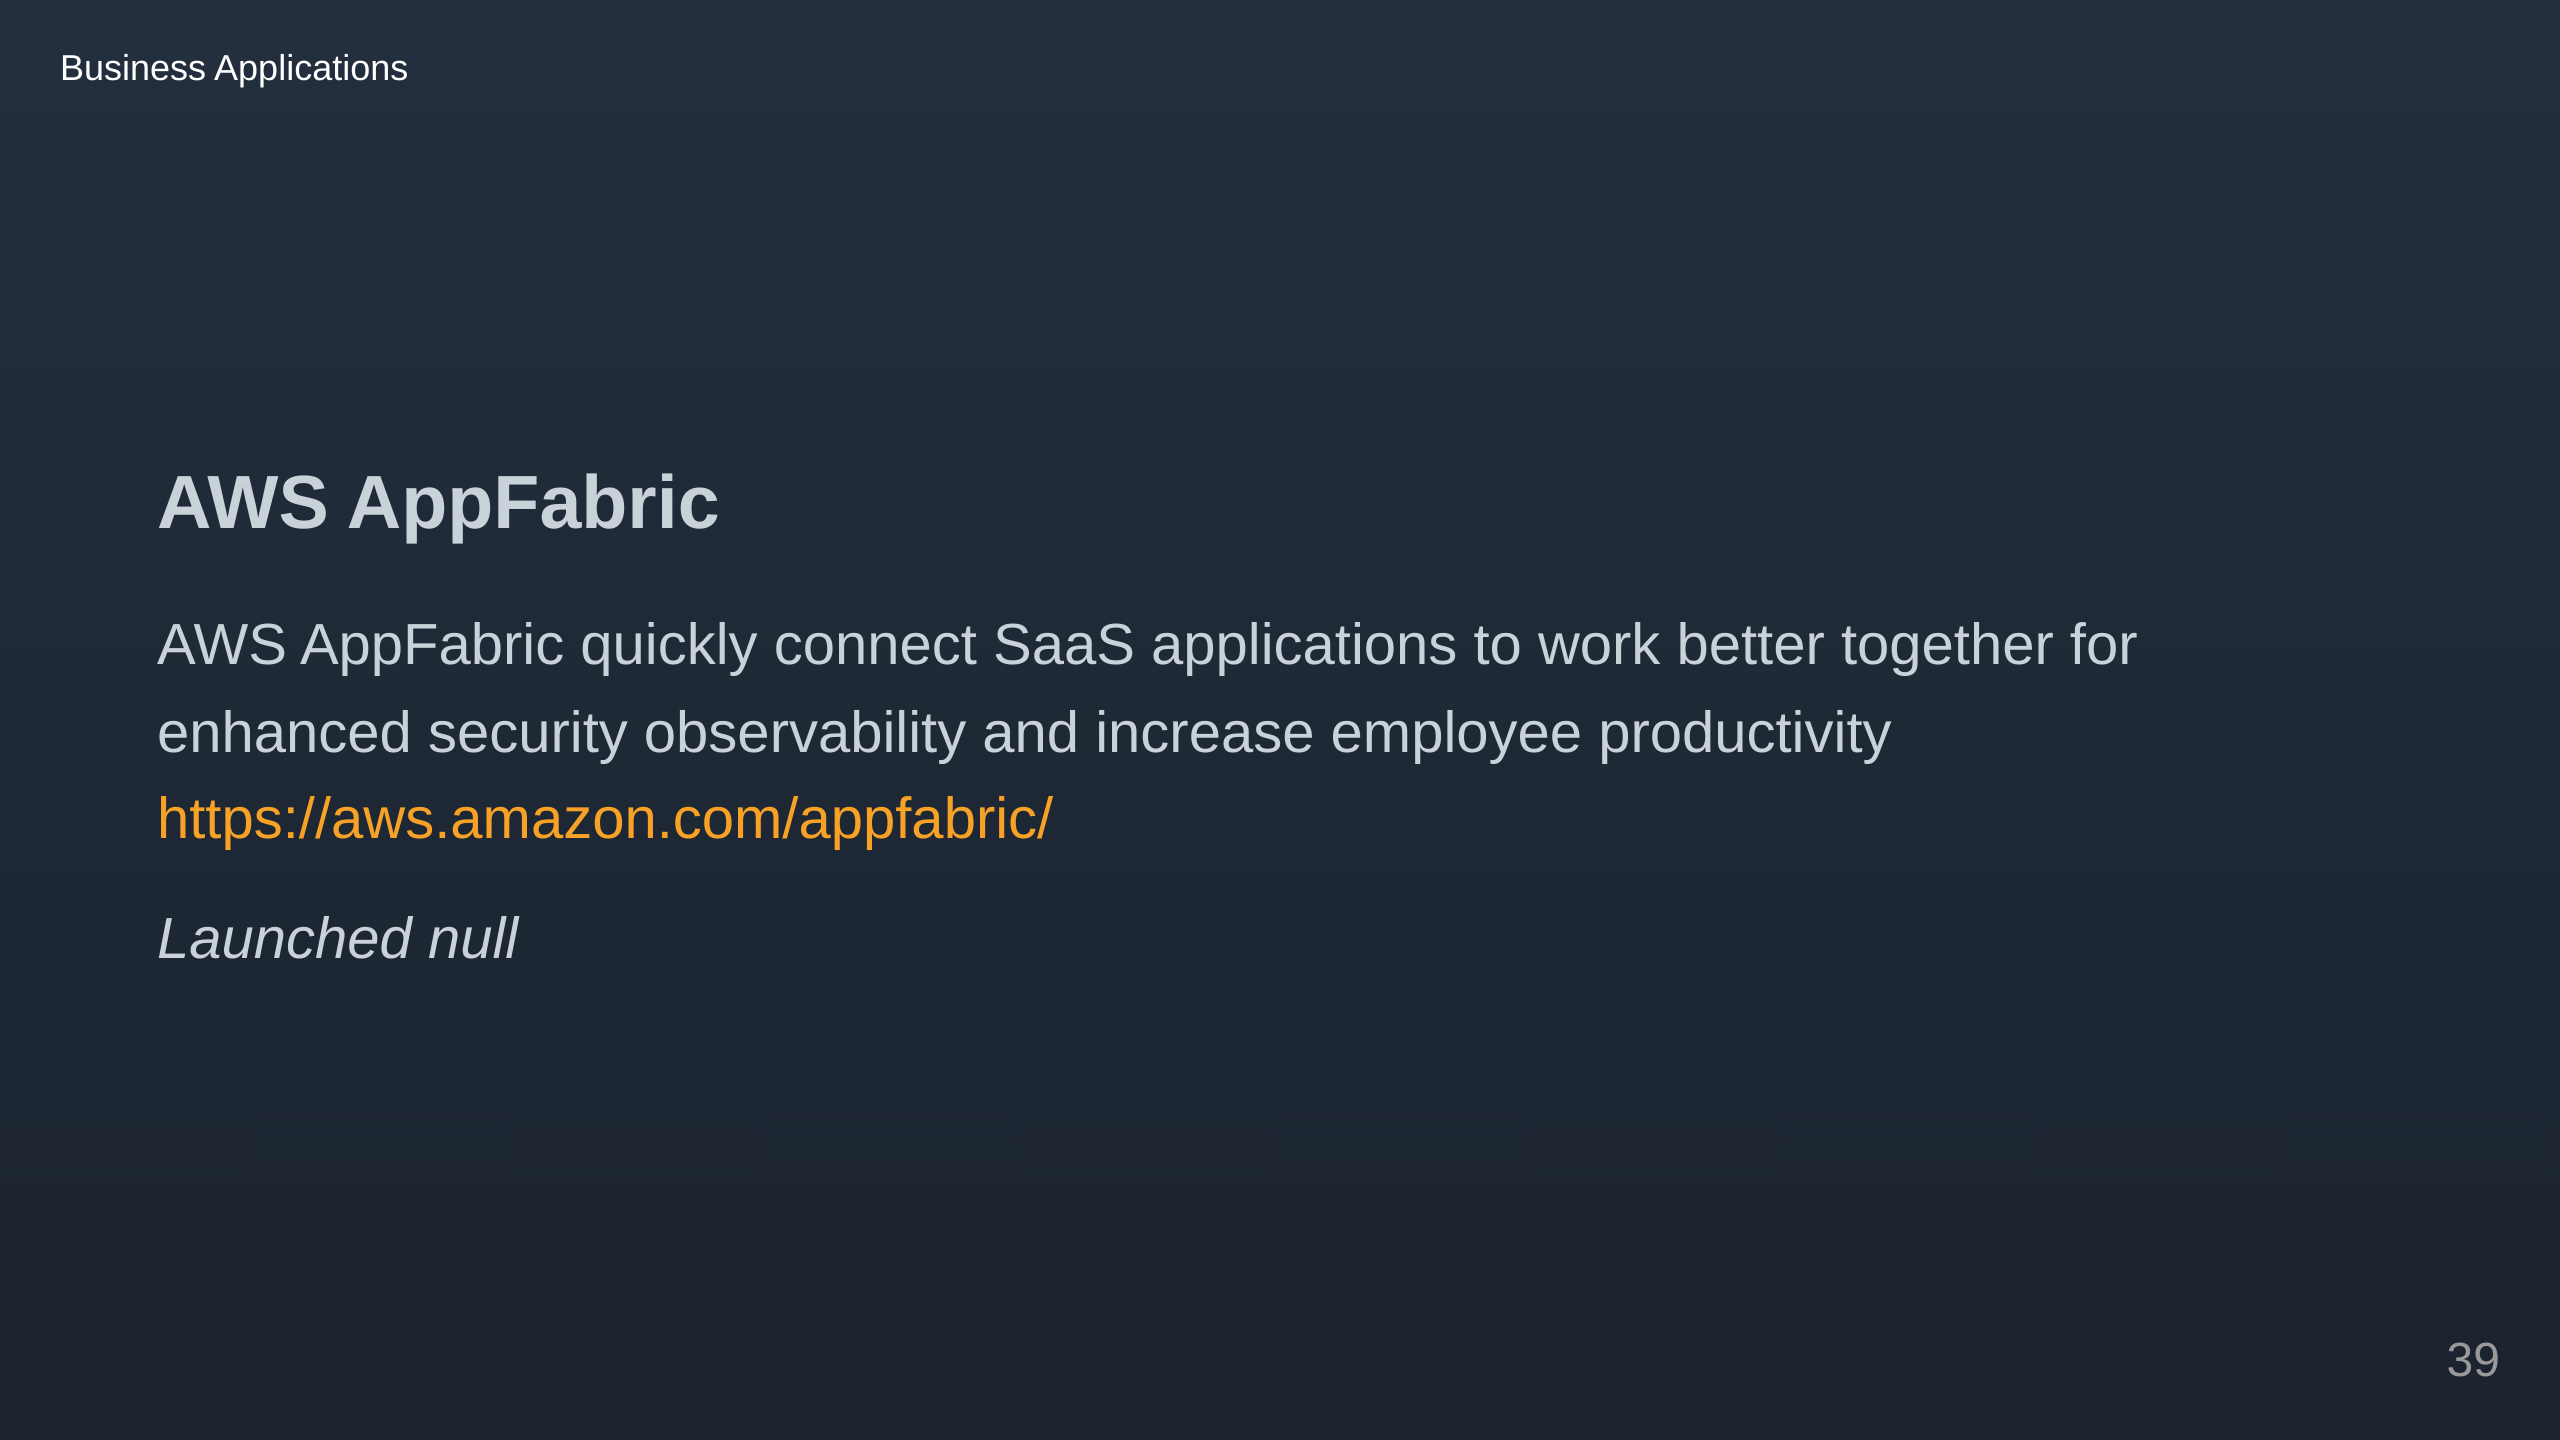 Business Applications
AWS AppFabric
AWS AppFabric quickly connect SaaS applications to work better together for
enhanced security observability and increase employee productivity
https://aws.amazon.com/appfabric/
Launched null
39